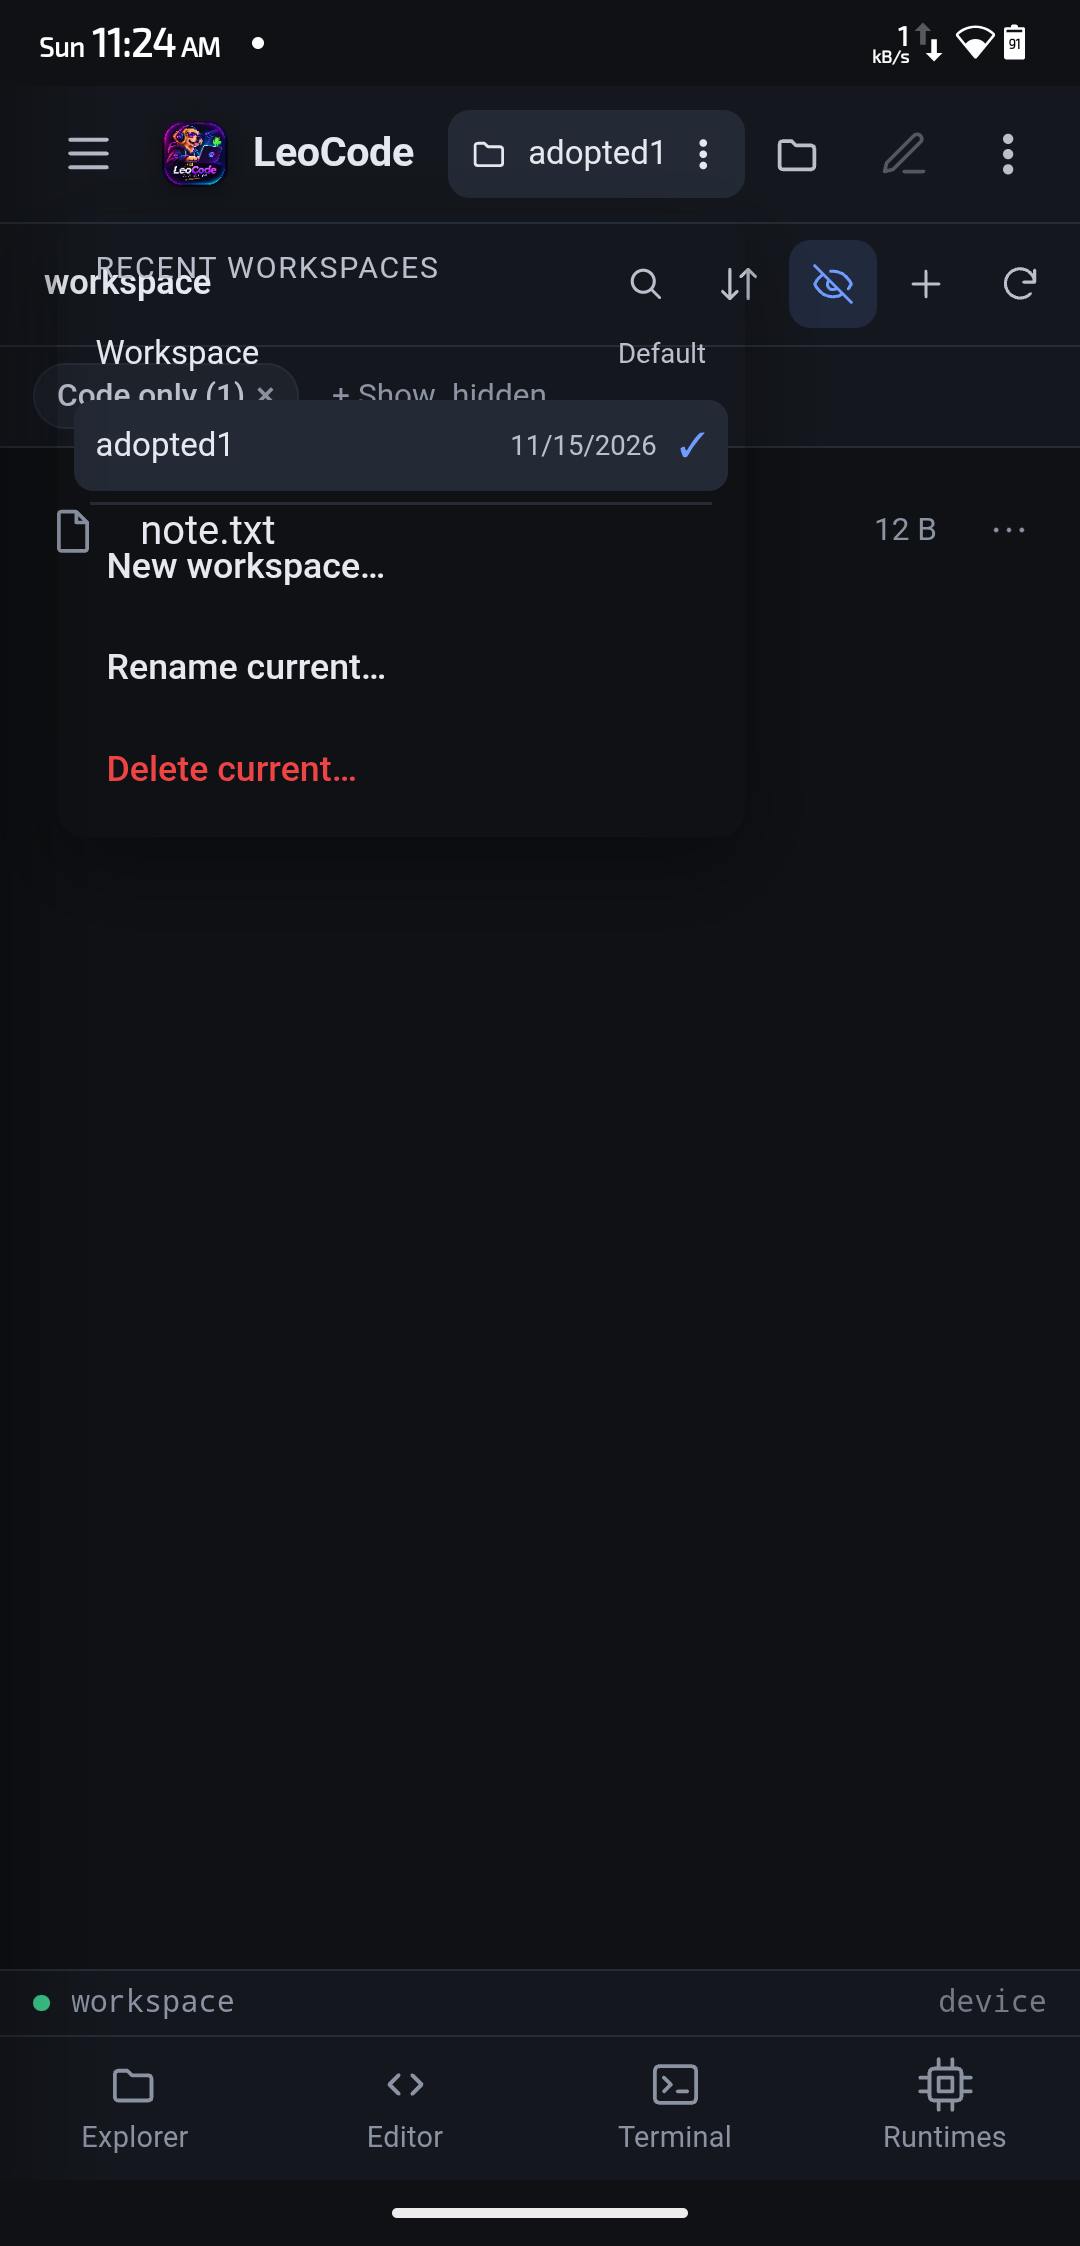 Sun 11:24 AM
1 kB/s
91
LeoCode
LeoCode
adopted1
RECENT WORKSPACES
workspace
Workspace
Default
Code only (1) ×
+ Show hidden
adopted1
11/15/2026 ✓
note.txt
12 B
New workspace...
Rename current...
Delete current...
workspace
device
Explorer
Editor
Terminal
Runtimes